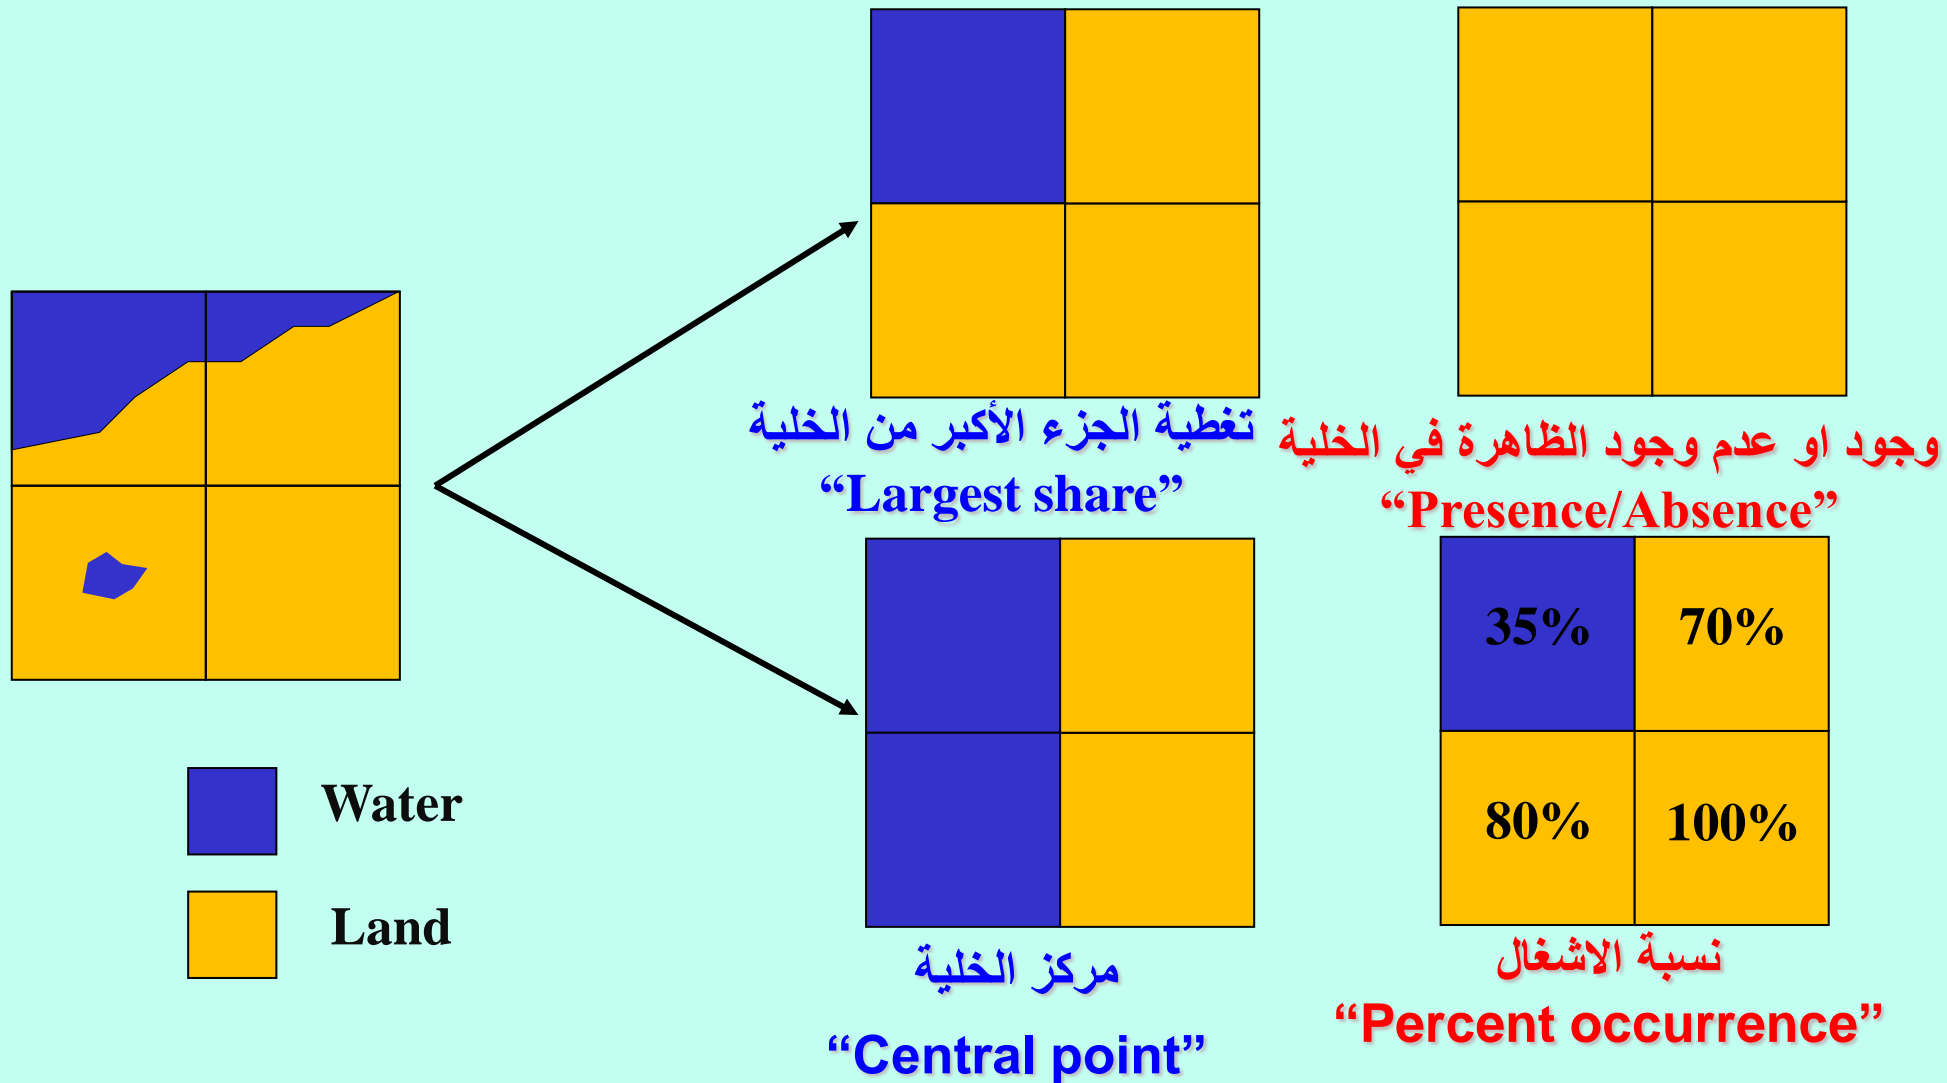 تغطية الجزء الأكبر من الخلية
“Largest share”
وجود او عدم وجود الظاهرة في الخلية
“Presence/Absence”
35% 70%
80% 100%
Water
Land
مركز الخلية
“Central point”
نسبة الاشغال
“Percent occurrence”